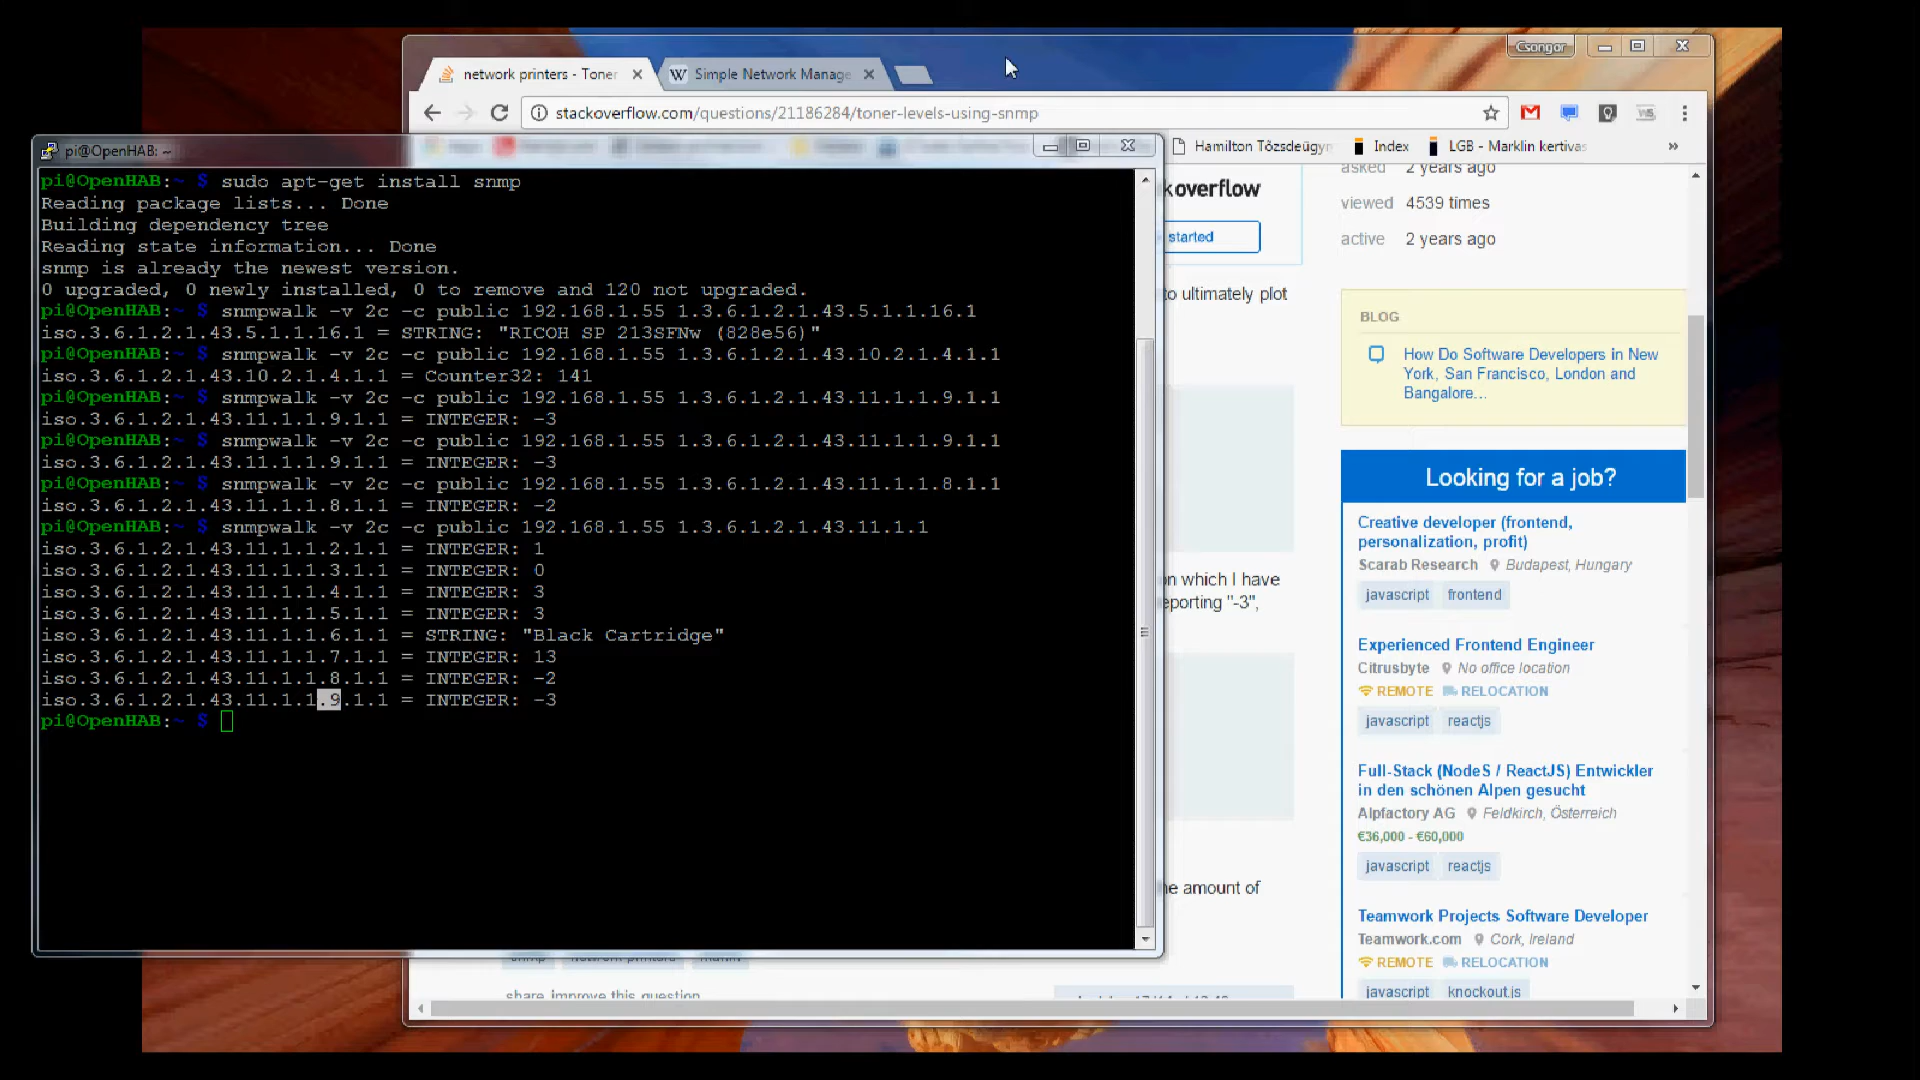 Csongor
network printers - Toner
Simple Network Manage
stackoverflow.com/questions/21186284/toner-levels-using-snmp
Hamilton Tőzsdeügyn
Index
LGB - Marklin kertivas
»
pi@OpenHAB: ~
pi@OpenHAB:~ $ sudo apt-get install snmp
Reading package lists... Done
Building dependency tree
Reading state information... Done
snmp is already the newest version.
0 upgraded, 0 newly installed, 0 to remove and 120 not upgraded.
pi@OpenHAB:~ $ snmpwalk -v 2c -c public 192.168.1.55 1.3.6.1.2.1.43.5.1.1.16.1
iso.3.6.1.2.1.43.5.1.1.16.1 = STRING: "RICOH SP 213SFNw (828e56)"
pi@OpenHAB:~ $ snmpwalk -v 2c -c public 192.168.1.55 1.3.6.1.2.1.43.10.2.1.4.1.1
iso.3.6.1.2.1.43.10.2.1.4.1.1 = Counter32: 141
pi@OpenHAB:~ $ snmpwalk -v 2c -c public 192.168.1.55 1.3.6.1.2.1.43.11.1.1.9.1.1
iso.3.6.1.2.1.43.11.1.1.9.1.1 = INTEGER: -3
pi@OpenHAB:~ $ snmpwalk -v 2c -c public 192.168.1.55 1.3.6.1.2.1.43.11.1.1.9.1.1
iso.3.6.1.2.1.43.11.1.1.9.1.1 = INTEGER: -3
pi@OpenHAB:~ $ snmpwalk -v 2c -c public 192.168.1.55 1.3.6.1.2.1.43.11.1.1.8.1.1
iso.3.6.1.2.1.43.11.1.1.8.1.1 = INTEGER: -2
pi@OpenHAB:~ $ snmpwalk -v 2c -c public 192.168.1.55 1.3.6.1.2.1.43.11.1.1
iso.3.6.1.2.1.43.11.1.1.2.1.1 = INTEGER: 1
iso.3.6.1.2.1.43.11.1.1.3.1.1 = INTEGER: 0
iso.3.6.1.2.1.43.11.1.1.4.1.1 = INTEGER: 3
iso.3.6.1.2.1.43.11.1.1.5.1.1 = INTEGER: 3
iso.3.6.1.2.1.43.11.1.1.6.1.1 = STRING: "Black Cartridge"
iso.3.6.1.2.1.43.11.1.1.7.1.1 = INTEGER: 13
iso.3.6.1.2.1.43.11.1.1.8.1.1 = INTEGER: -2
iso.3.6.1.2.1.43.11.1.1.9.1.1 = INTEGER: -3
pi@OpenHAB:~ $
koverflow
started
to ultimately plot
on which I have
reporting "-3",
he amount of
share improve this question
asked 2 years ago
viewed 4539 times
active 2 years ago
BLOG
How Do Software Developers in New
York, San Francisco, London and
Bangalore...
Looking for a job?
Creative developer (frontend,
personalization, profit)
Scarab Research Budapest, Hungary
javascript frontend
Experienced Frontend Engineer
Citrusbyte No office location
REMOTE RELOCATION
javascript reactjs
Full-Stack (NodeS / ReactJS) Entwickler
in den schönen Alpen gesucht
Alpfactory AG Feldkirch, Österreich
€36,000 - €60,000
javascript reactjs
Teamwork Projects Software Developer
Teamwork.com Cork, Ireland
REMOTE RELOCATION
javascript knockout.js